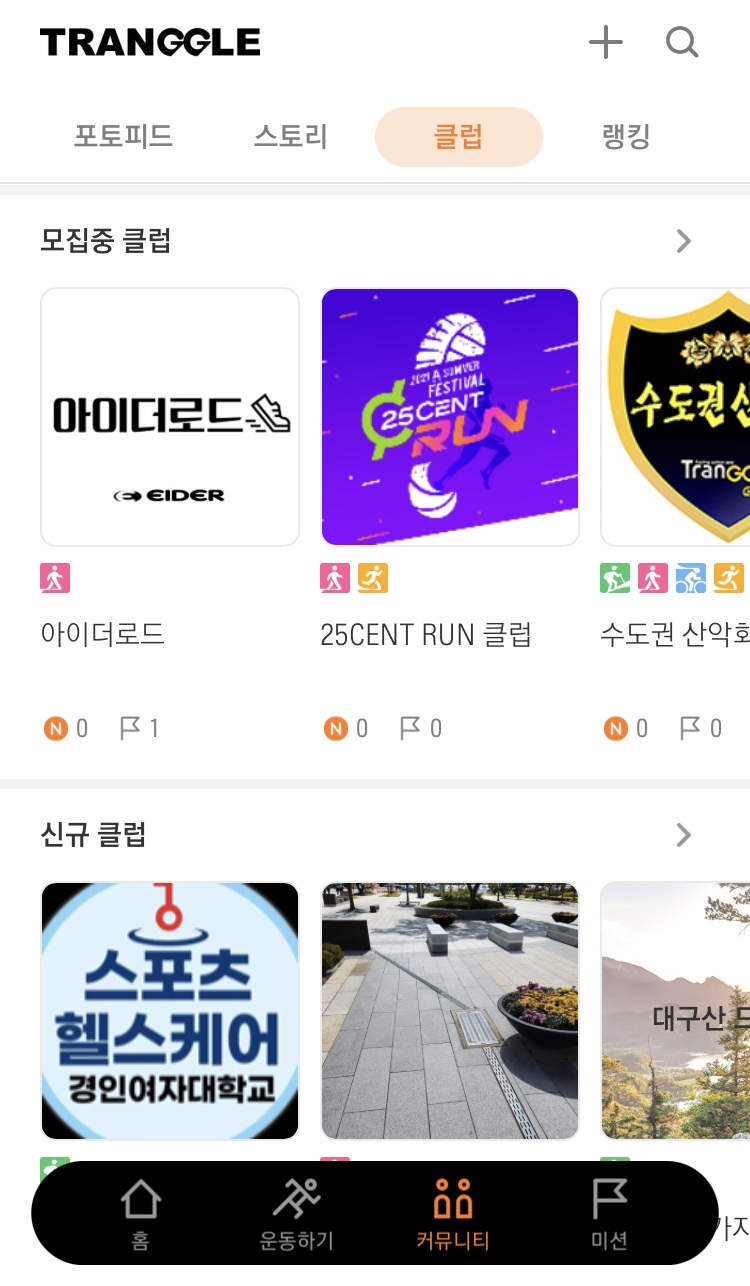 TRANGGLE
포토피드 스토리 클럽 랭킹
모집중 클럽
아이더로드
EIDER
2021 A SUMMER
FESTIVAL
25CENT
RUN
수도권
TranG
아이더로드
25CENT RUN 클럽
수도권 산악회
N 0 1
N 0 0
N 0 0
신규 클럽
스포츠
헬스케어
경인여자대학교
대구산
홈 운동하기 커뮤니티 미션